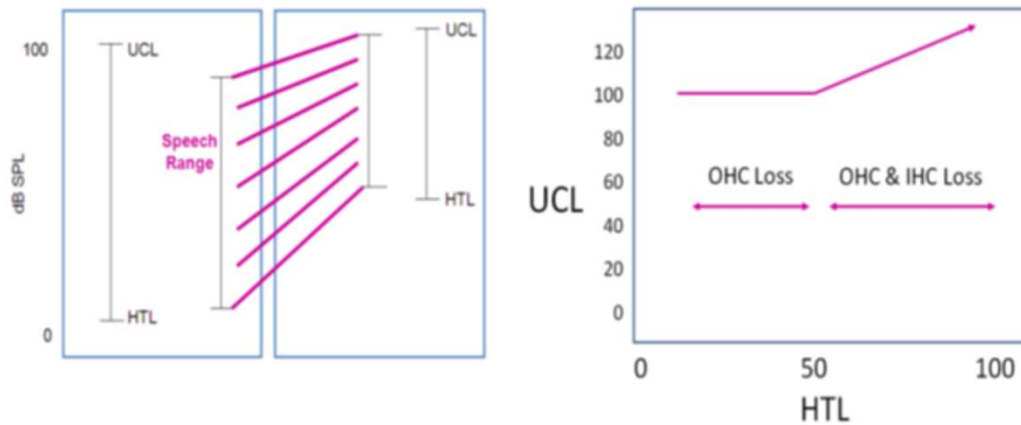 100
UCL
UCL
Speech
Range
dB SPL
HTL
HTL
0
120
100
80
60
40
20
0
UCL
OHC Loss
OHC & IHC Loss
0
50
100
HTL